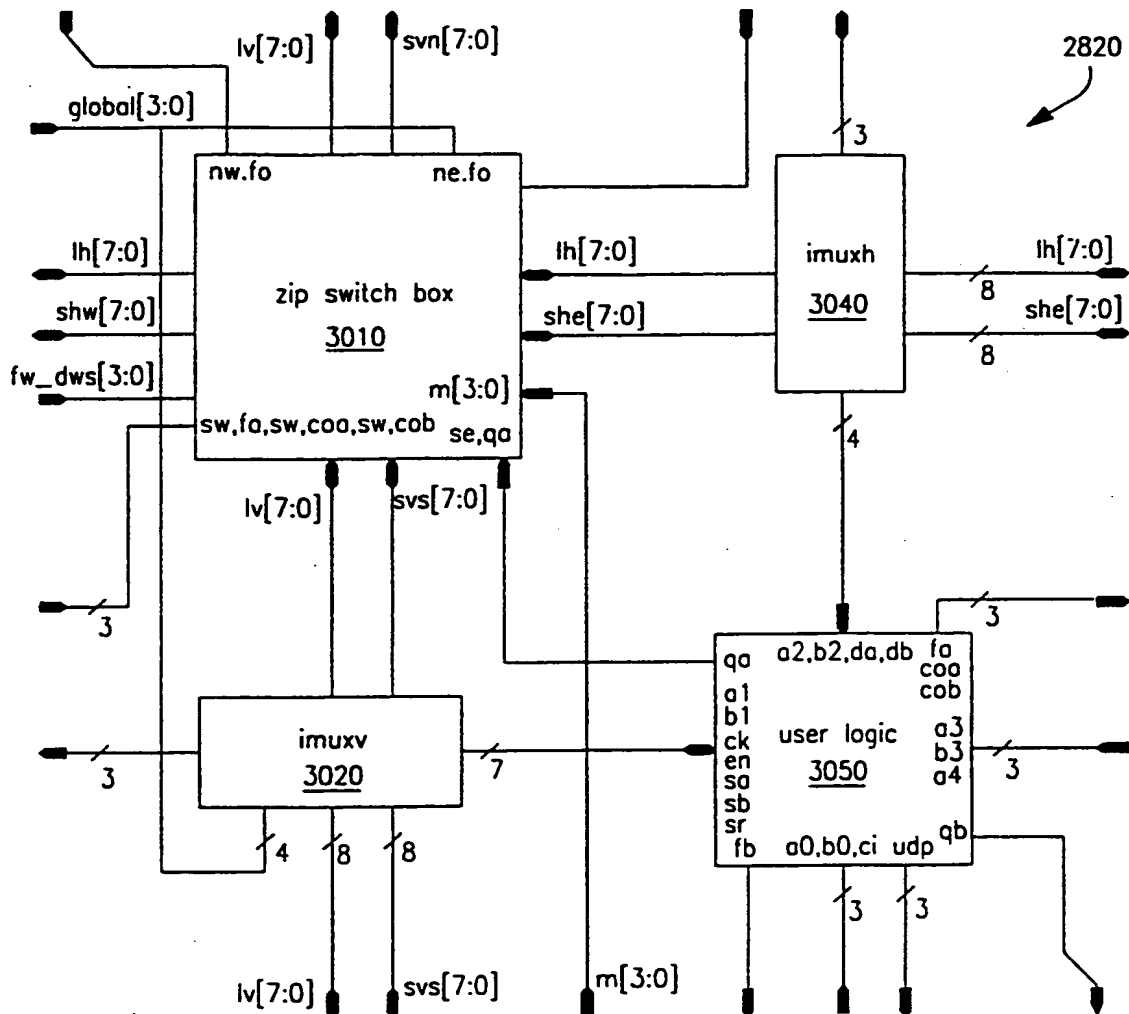 lv[7:0]
svn[7:0]
2820
global[3:0]
3
nw.fo
ne.fo
lh[7:0]
lh[7:0]
imuxh
lh[7:0]
zip switch box
8
shw[7:0]
3010
she[7:0]
3040
she[7:0]
8
fw_dws[3:0]
m[3:0]
sw,fa,sw,coa,sw,cob
se,qa
4
lv[7:0]
svs[7:0]
3
3
qa
a2,b2,da,db
fa
coa
cob
a1
b1
ck
en
sa
sb
sr
user logic
3050
a3
b3
a4
3
imuxv
3020
3
7
4
8
8
fb
a0,b0,ci
udp
qb
3
3
lv[7:0]
svs[7:0]
m[3:0]